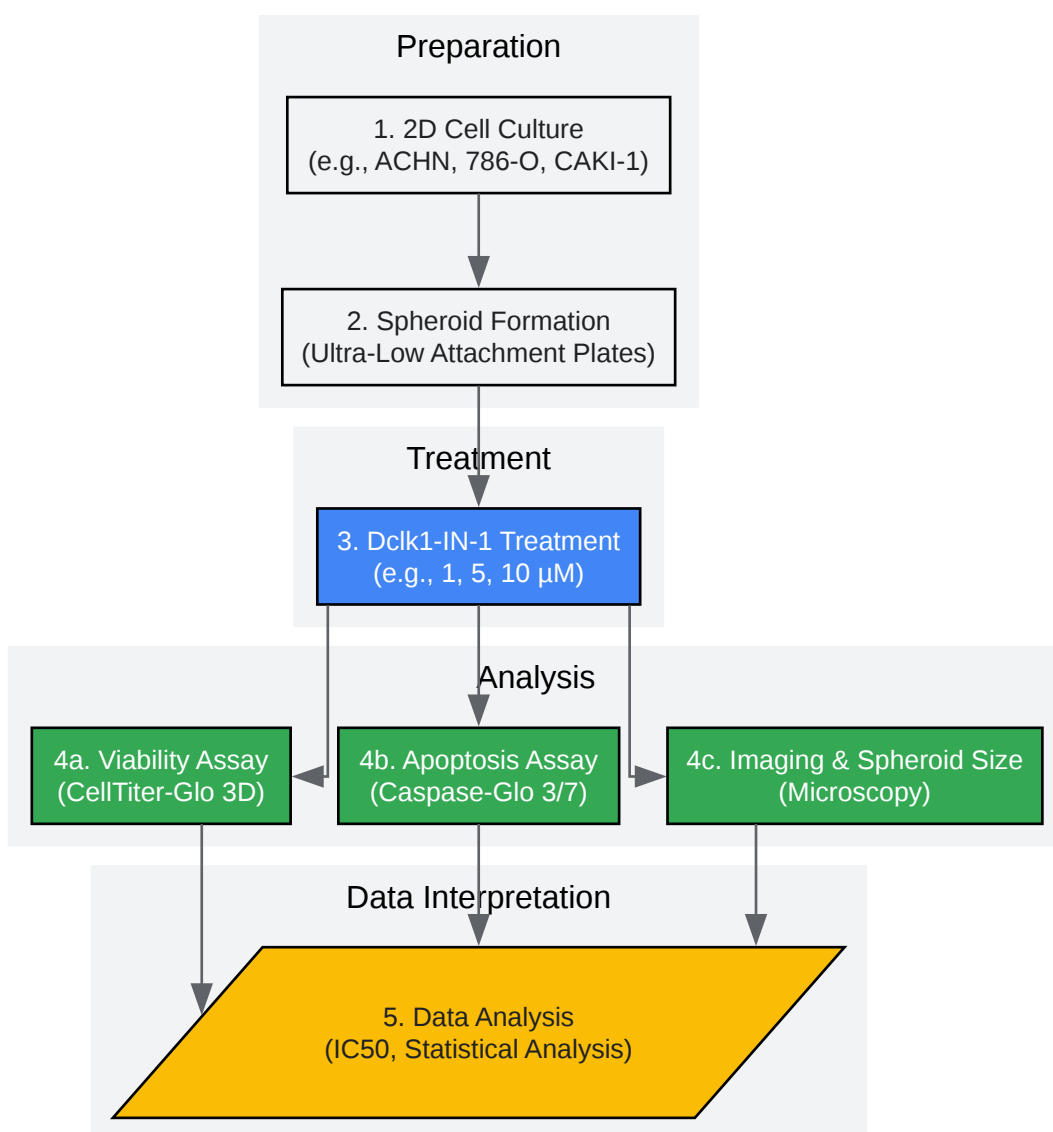 Preparation
1. 2D Cell Culture
(e.g., ACHN, 786-O, CAKI-1)
2. Spheroid Formation
(Ultra-Low Attachment Plates)
Treatment
3. Dclk1-IN-1 Treatment
(e.g., 1, 5, 10 µM)
Analysis
4a. Viability Assay
(CellTiter-Glo 3D)
4b. Apoptosis Assay
(Caspase-Glo 3/7)
4c. Imaging & Spheroid Size
(Microscopy)
Data Interpretation
5. Data Analysis
(IC50, Statistical Analysis)